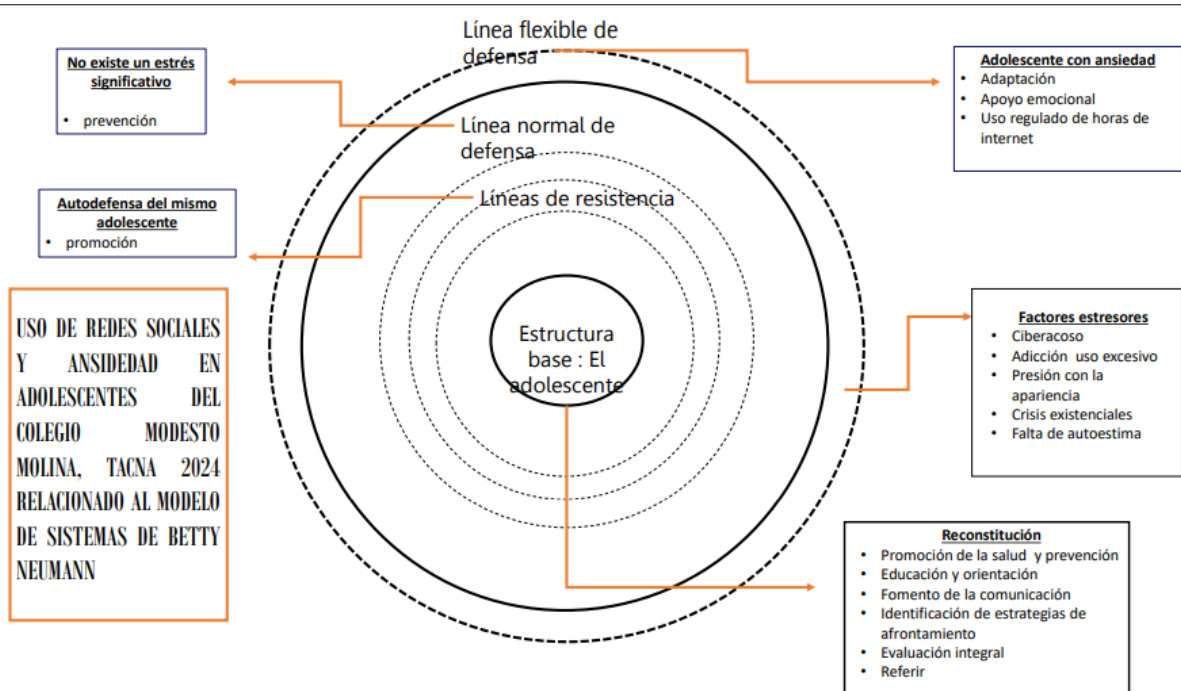 Línea flexible de
defensa
No existe un estrés
significativo
• prevención
Adolescente con ansiedad
• Adaptación
• Apoyo emocional
• Uso regulado de horas de
internet
Línea normal de
defensa
Autodefensa del mismo
adolescente
• promoción
Líneas de resistencia
USO DE REDES SOCIALES
Y ANSIDEDAD EN
ADOLESCENTES DEL
COLEGIO MODESTO
MOLINA, TACNA 2024
RELACIONADO AL MODELO
DE SISTEMAS DE BETTY
NEUMANN
Estructura
base : El
adolescente
Factores estresores
• Ciberacoso
• Adicción uso excesivo
• Presión con la
apariencia
• Crisis existenciales
• Falta de autoestima
Reconstitución
• Promoción de la salud y prevención
• Educación y orientación
• Fomento de la comunicación
• Identificación de estrategias de
afrontamiento
• Evaluación integral
• Referir